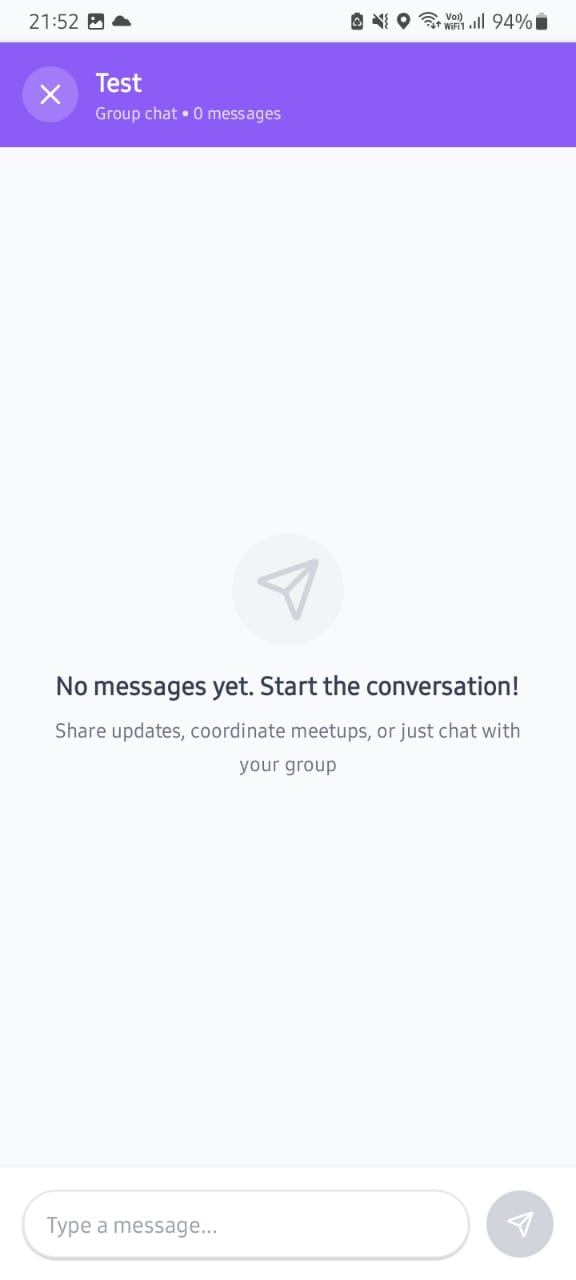 21:52
Vo)) WiFi1 94%
Test
Group chat • 0 messages
No messages yet. Start the conversation!
Share updates, coordinate meetups, or just chat with
your group
Type a message...